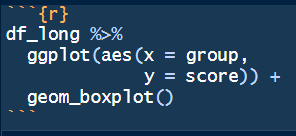 ```{r}
df_long %>%
  ggplot(aes(x = group,
             y = score)) +
  geom_boxplot()
```